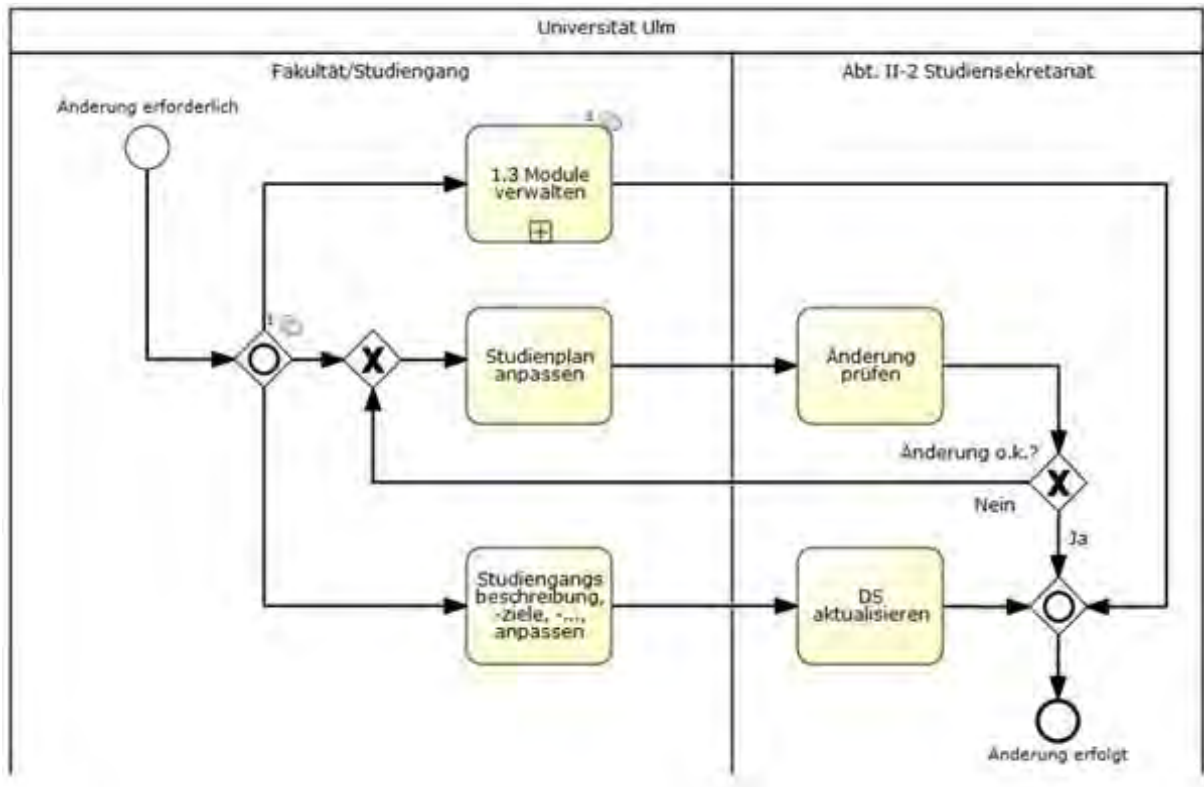 Universität Ulm
Fakultät/Studiengang
Abt. II-2 Studiensekretariat
Änderung erforderlich
1.3 Module
verwalten
Studienplan
anpassen
Änderung
prüfen
Änderung o.k.?
Nein
Ja
Studiengangs
beschreibung,
-ziele, -...,
anpassen
DS
aktualisieren
Änderung erfolgt